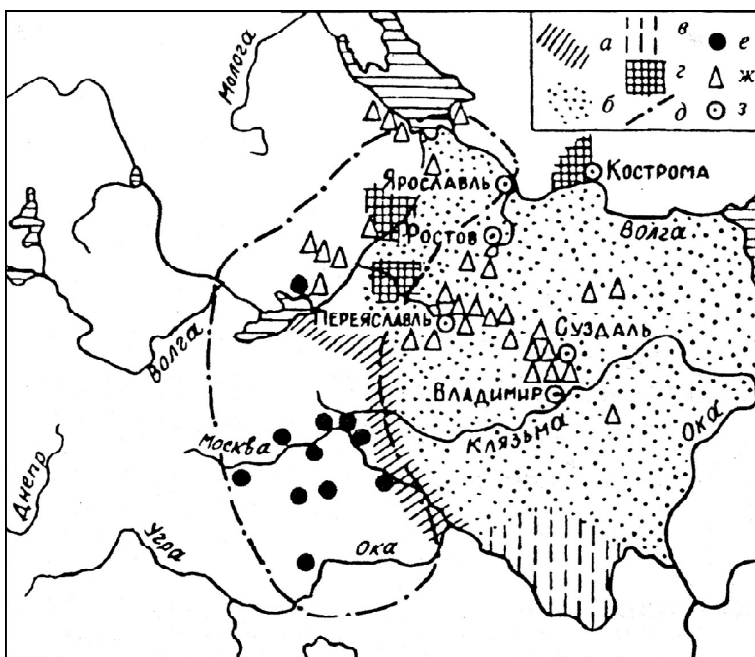 Молога
а
в
е
б
г
ж
д
з
Ярославль
Кострома
Ростов
Волга
Переяславль
Суздаль
Волга
Владимир
Москва
Клязьма
Ока
Днепр
Угра
Ока